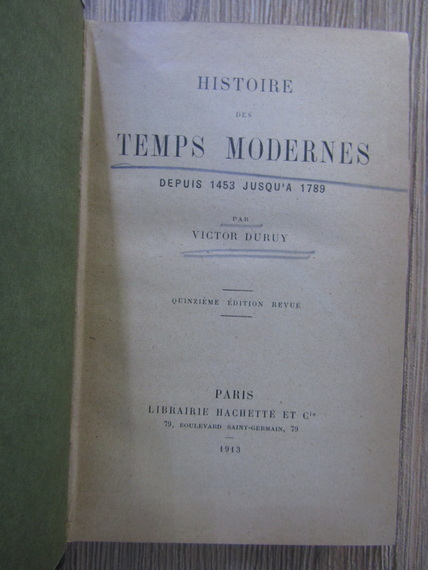 HISTOIRE
DES
TEMPS MODERNES
DEPUIS 1453 JUSQU'A 1789
PAR
VICTOR DURUY
QUINZIÈME ÉDITION REVUE
PARIS
LIBRAIRIE HACHETTE ET Cie
79, BOULEVARD SAINT-GERMAIN, 79
1913